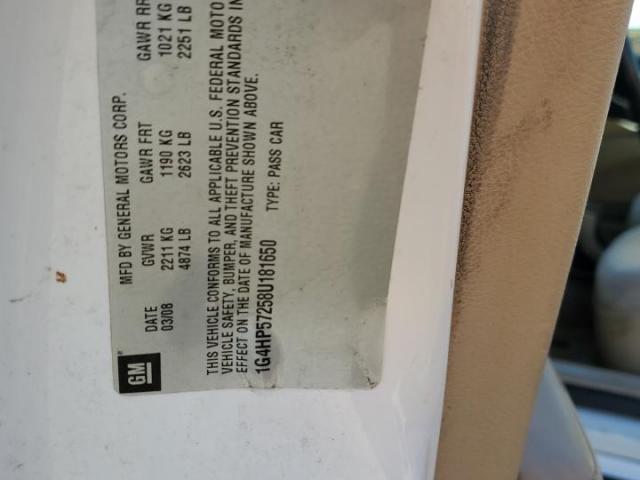 GM
MFD BY GENERAL MOTORS CORP.
DATE GVWR GAWR FRT GAWR RR
03/08 2211 KG 1190 KG 1021 KG
4874 LB 2623 LB 2251 LB
THIS VEHICLE CONFORMS TO ALL APPLICABLE U.S. FEDERAL MOTO
VEHICLE SAFETY, BUMPER, AND THEFT PREVENTION STANDARDS IN
EFFECT ON THE DATE OF MANUFACTURE SHOWN ABOVE.
1G4HP57258U181650 TYPE: PASS CAR